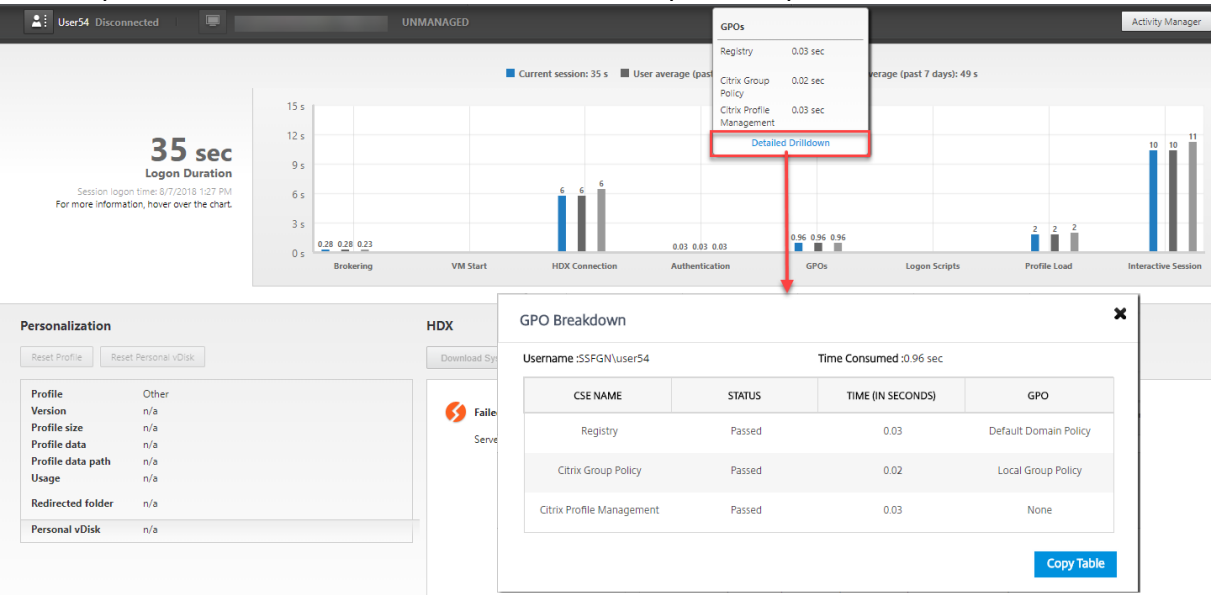 User54 Disconnected UNMANAGED Activity Manager
GPOs
Registry 0.03 sec
Citrix Group Policy 0.02 sec
Citrix Profile Management 0.03 sec
Detailed Drilldown
Current session: 35 s User average (pas verage (past 7 days): 49 s
35 sec
Logon Duration
Session logon time: 8/7/2018 1:27 PM
For more information, hover over the chart.
15 s
12 s
9 s
6 s
3 s
0 s
0.28 0.28 0.23
6 6 6
0.03 0.03 0.03
0.96 0.96 0.96
2 2 2
10 10 11
Brokering VM Start HDX Connection Authentication GPOs Logon Scripts Profile Load Interactive Session
Personalization
Reset Profile Reset Personal vDisk
Profile Other
Version n/a
Profile size n/a
Profile data n/a
Profile data path n/a
Usage n/a
Redirected folder n/a
Personal vDisk n/a
HDX
Download Sy
Faile
Serve
GPO Breakdown
Username :SSFGN\user54 Time Consumed :0.96 sec
CSE NAME STATUS TIME (IN SECONDS) GPO
Registry Passed 0.03 Default Domain Policy
Citrix Group Policy Passed 0.02 Local Group Policy
Citrix Profile Management Passed 0.03 None
Copy Table